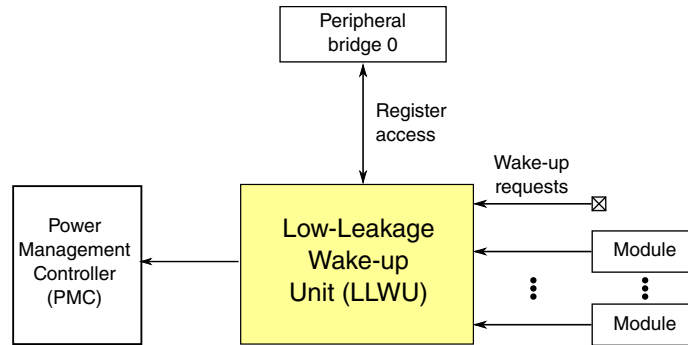 Peripheral
bridge 0
Register
access
Wake-up
requests
Power
Management
Controller
(PMC)
Low-Leakage
Wake-up
Unit (LLWU)
Module
Module